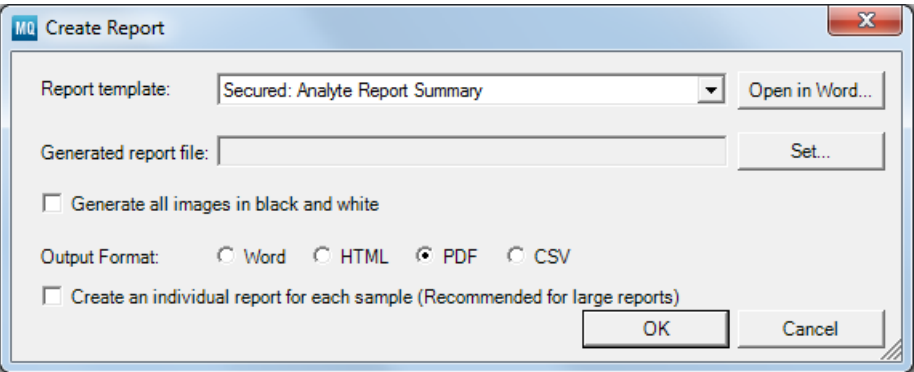 MQ Create Report
Report template: Secured: Analyte Report Summary Open in Word...
Generated report file: Set...
Generate all images in black and white
Output Format: Word HTML PDF CSV
Create an individual report for each sample (Recommended for large reports)
OK Cancel